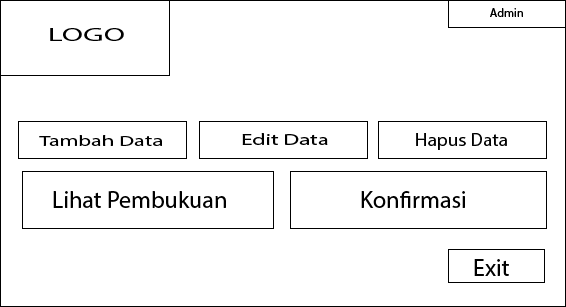 LOGO
Admin
Tambah Data
Edit Data
Hapus Data
Lihat Pembukuan
Konfirmasi
Exit